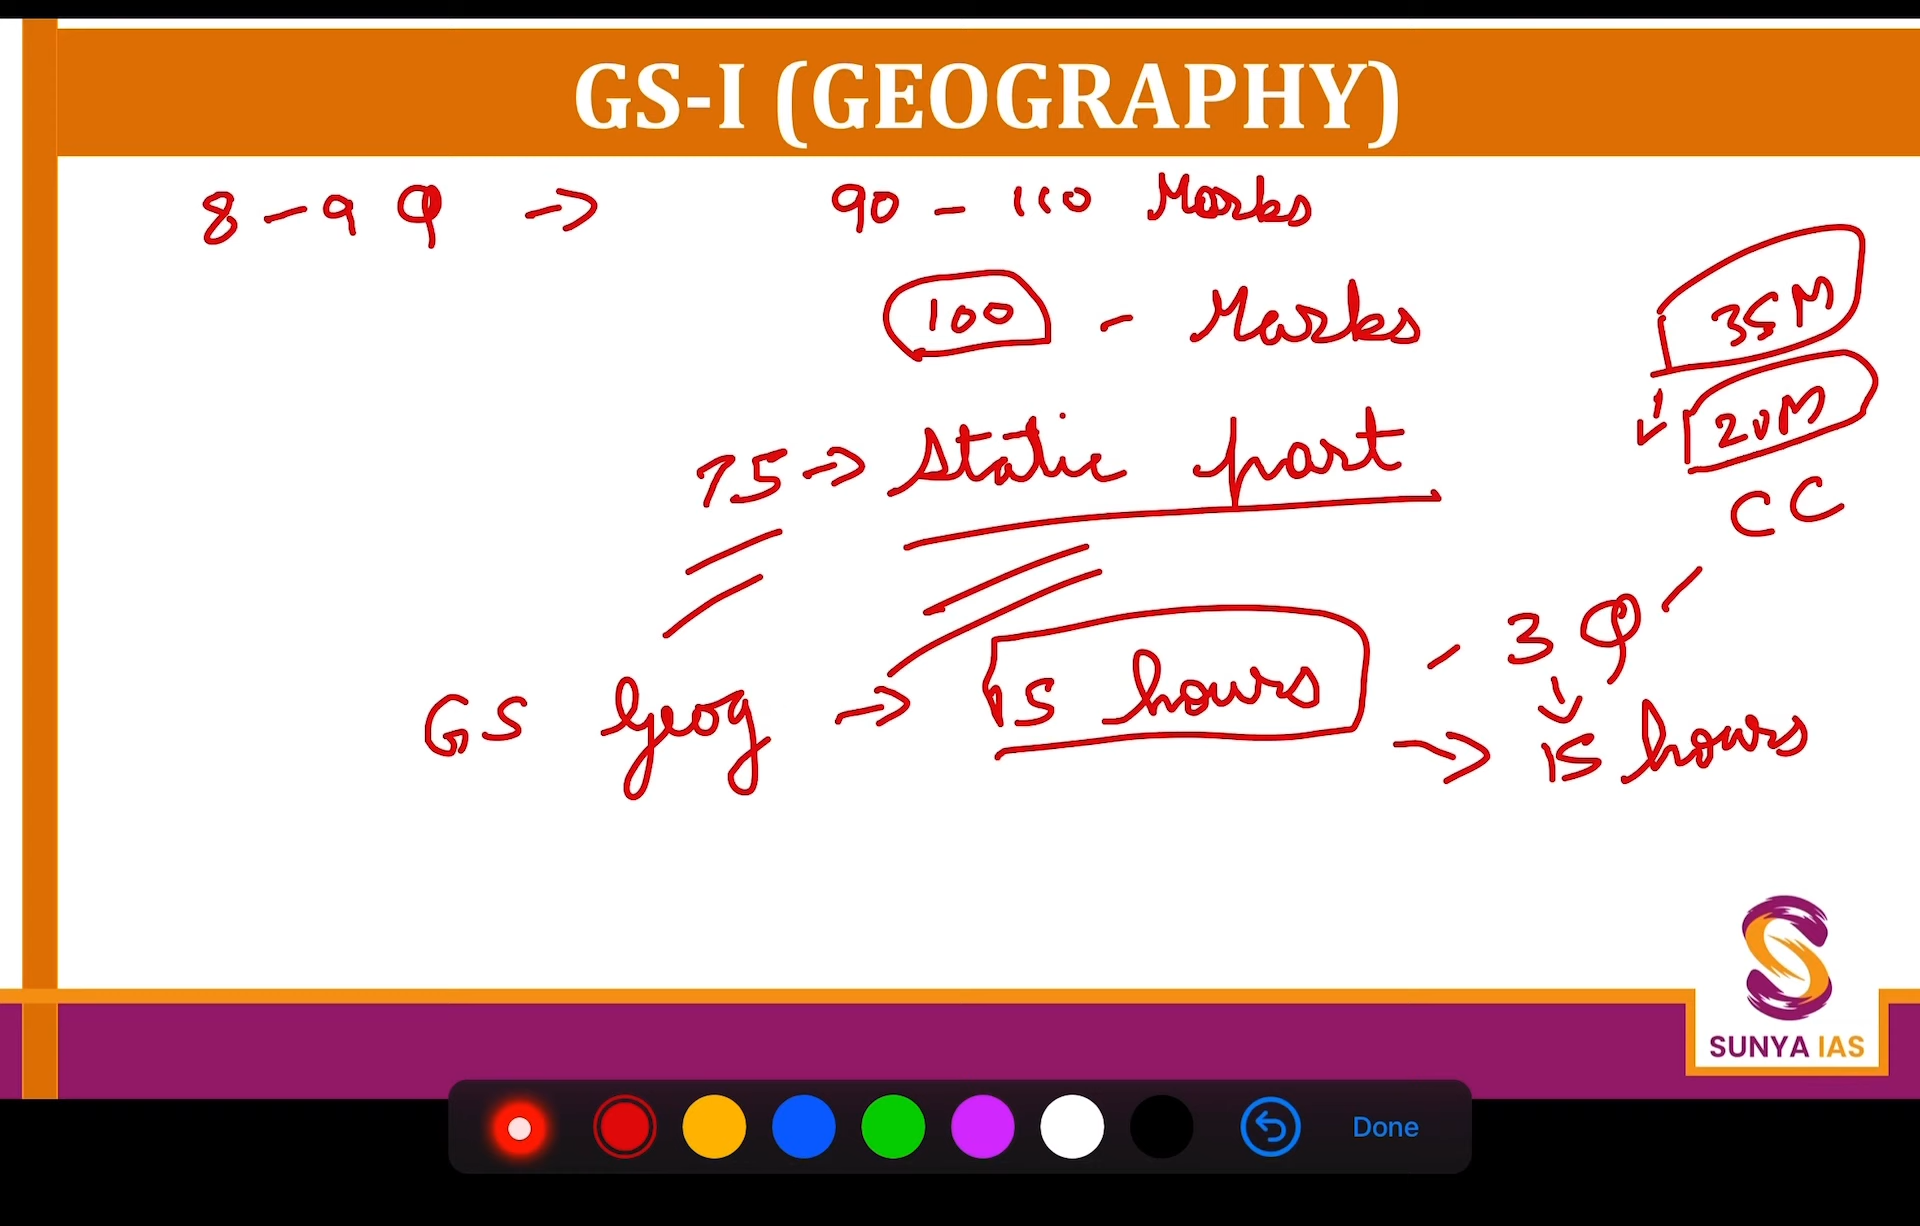 GS-I (GEOGRAPHY)
8-9 Q → 90 - 110 Marks
100 - Marks
35M
20M
CC
75 → Static part
GS Geog → 15 hours - 3 Q -
→ 15 hours
SUNYA IAS
Done